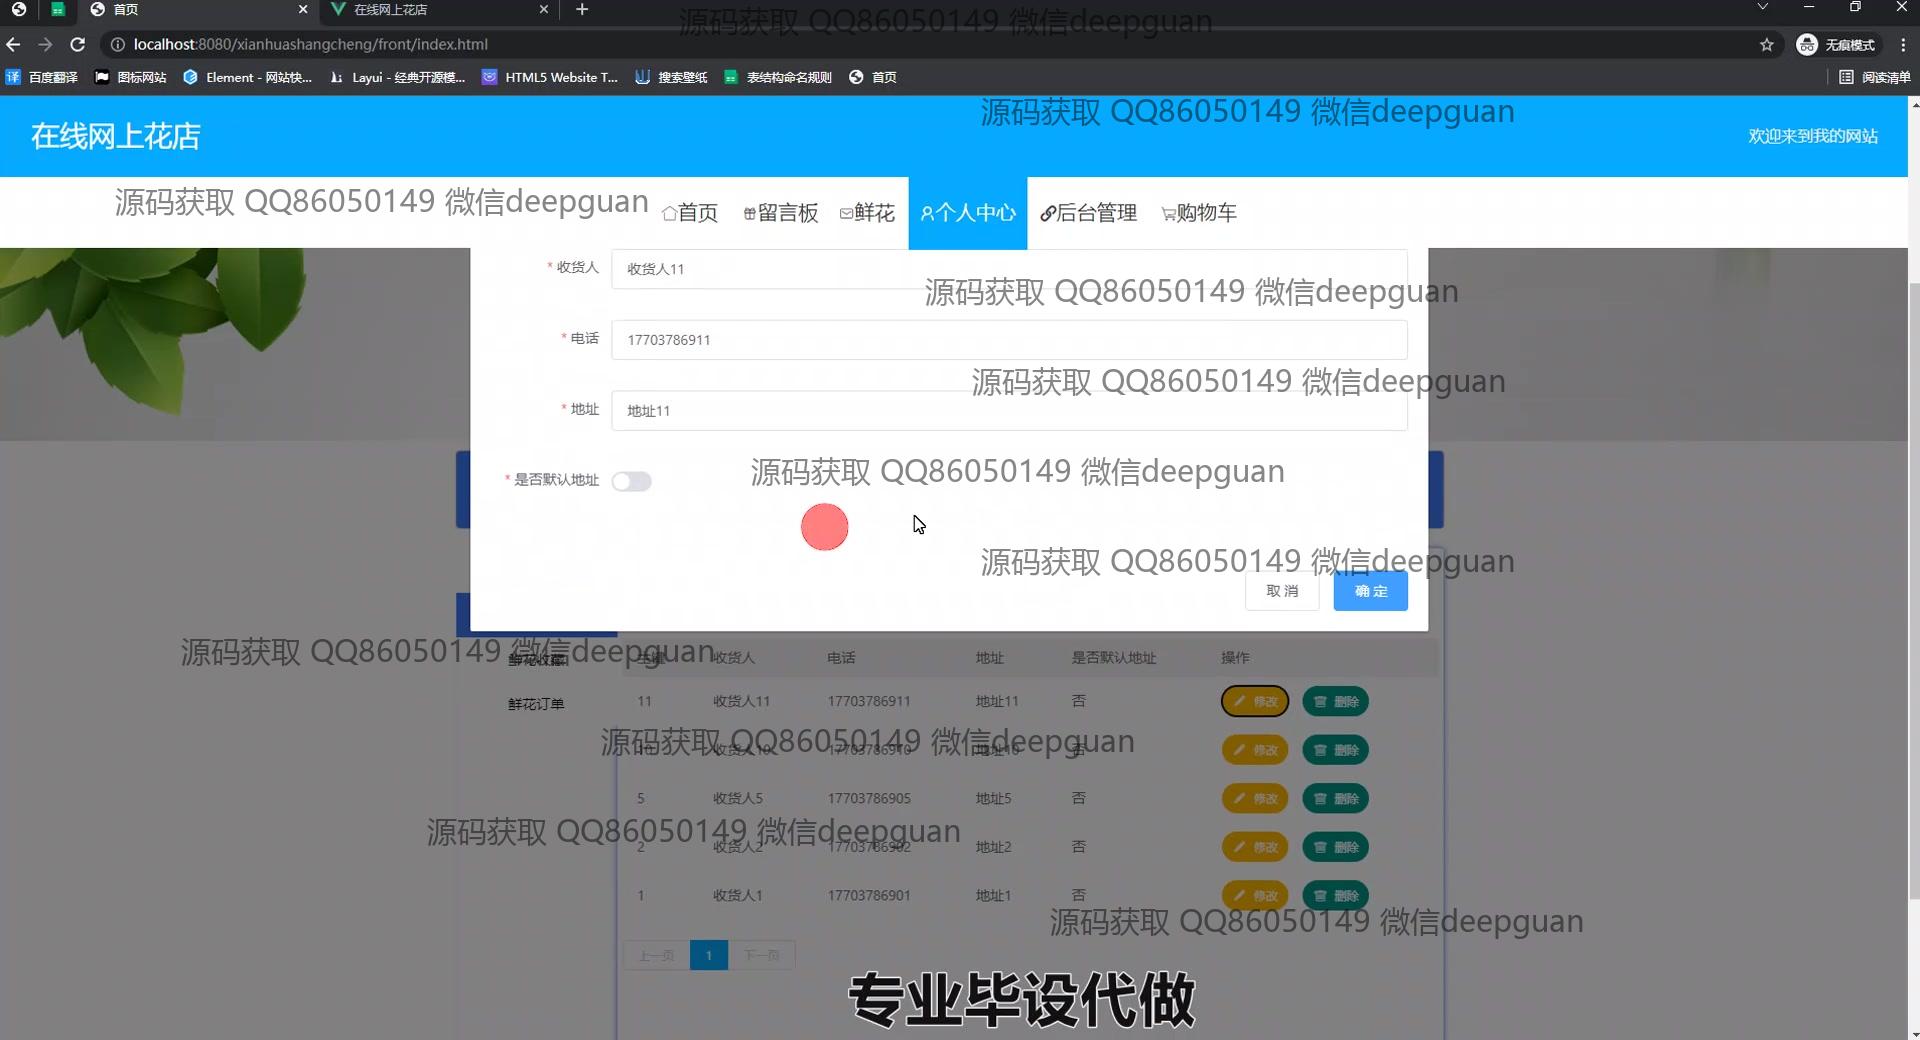 首页
在线网上花店
源码获取 QQ86050149 微信deepguan
localhost:8080/xianhuashangcheng/front/index.html
无痕模式
百度翻译
图标网站
Element - 网站快...
Layui - 经典开源模...
HTML5 Website T...
搜索壁纸
表结构命名规则
首页
阅读清单
源码获取 QQ86050149 微信deepguan
在线网上花店
欢迎来到我的网站
源码获取 QQ86050149 微信deepguan
首页
留言板
鲜花
个人中心
后台管理
购物车
* 收货人 收货人11
源码获取 QQ86050149 微信deepguan
* 电话 17703786911
源码获取 QQ86050149 微信deepguan
* 地址 地址11
源码获取 QQ86050149 微信deepguan
* 是否默认地址
源码获取 QQ86050149 微信deepguan
取 消
确 定
源码获取 QQ86050149 微信deepguan
鲜花收藏
收货人 电话 地址 是否默认地址 操作
鲜花订单
11 收货人11 17703786911 地址11 否 修改 删除
源码获取 QQ86050149 微信deepguan
10 收货人10 17703786910 地址10 否 修改 删除
5 收货人5 17703786905 地址5 否 修改 删除
源码获取 QQ86050149 微信deepguan
2 收货人2 17703786902 地址2 否 修改 删除
1 收货人1 17703786901 地址1 否 修改 删除
源码获取 QQ86050149 微信deepguan
上一页 1 下一页
专业毕设代做